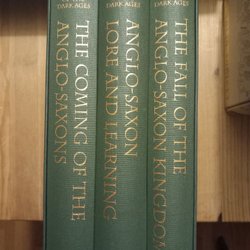 DARK AGES
THE COMING OF THE
ANGLO-SAXONS
DARK AGES
ANGLO-SAXON
LORE AND LEARNING
DARK AGES
THE FALL OF THE
ANGLO-SAXON KINGDOM